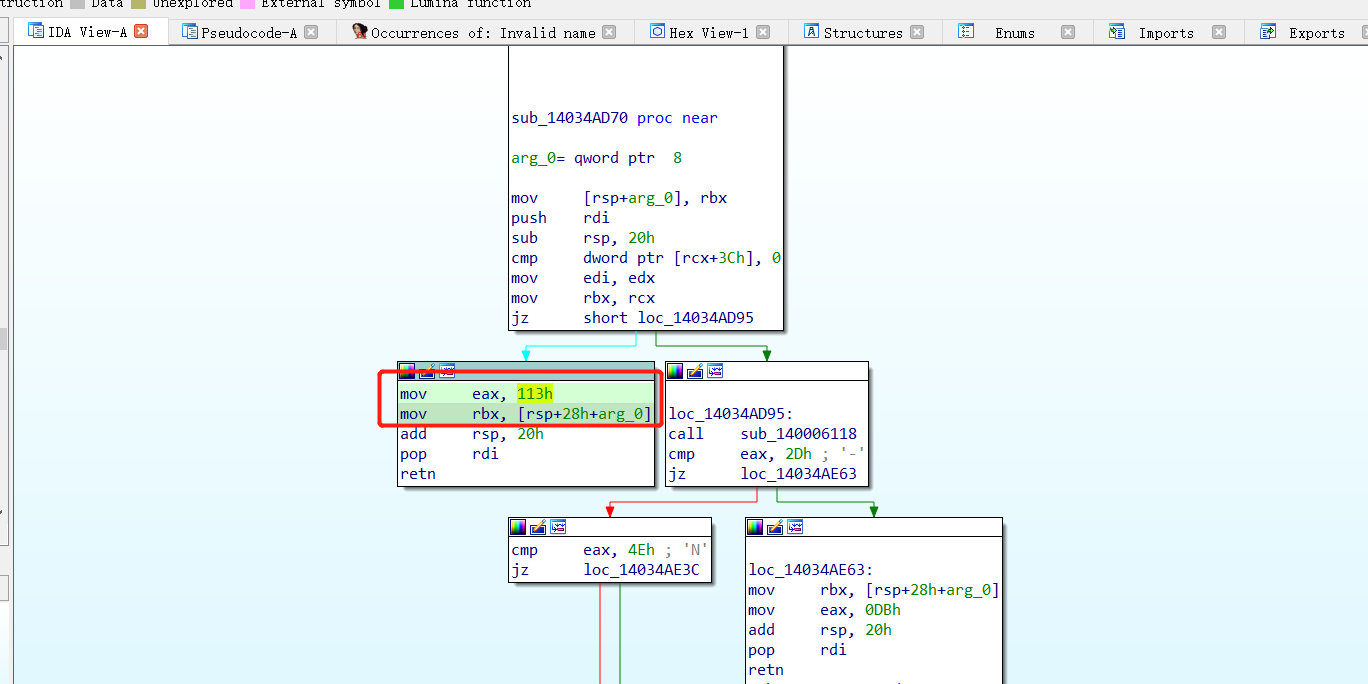 truction Data Unexplored External symbol Lumina function
IDA View-A Pseudocode-A Occurrences of: Invalid name Hex View-1 Structures Enums Imports Exports
sub_14034AD70 proc near
arg_0= qword ptr 8
mov [rsp+arg_0], rbx
push rdi
sub rsp, 20h
cmp dword ptr [rcx+3Ch], 0
mov edi, edx
mov rbx, rcx
jz short loc_14034AD95
mov eax, 113h
mov rbx, [rsp+28h+arg_0]
add rsp, 20h
pop rdi
retn
loc_14034AD95:
call sub_140006118
cmp eax, 2Dh ; '-'
jz loc_14034AE63
cmp eax, 4Eh ; 'N'
jz loc_14034AE3C
loc_14034AE63:
mov rbx, [rsp+28h+arg_0]
mov eax, 0DBh
add rsp, 20h
pop rdi
retn